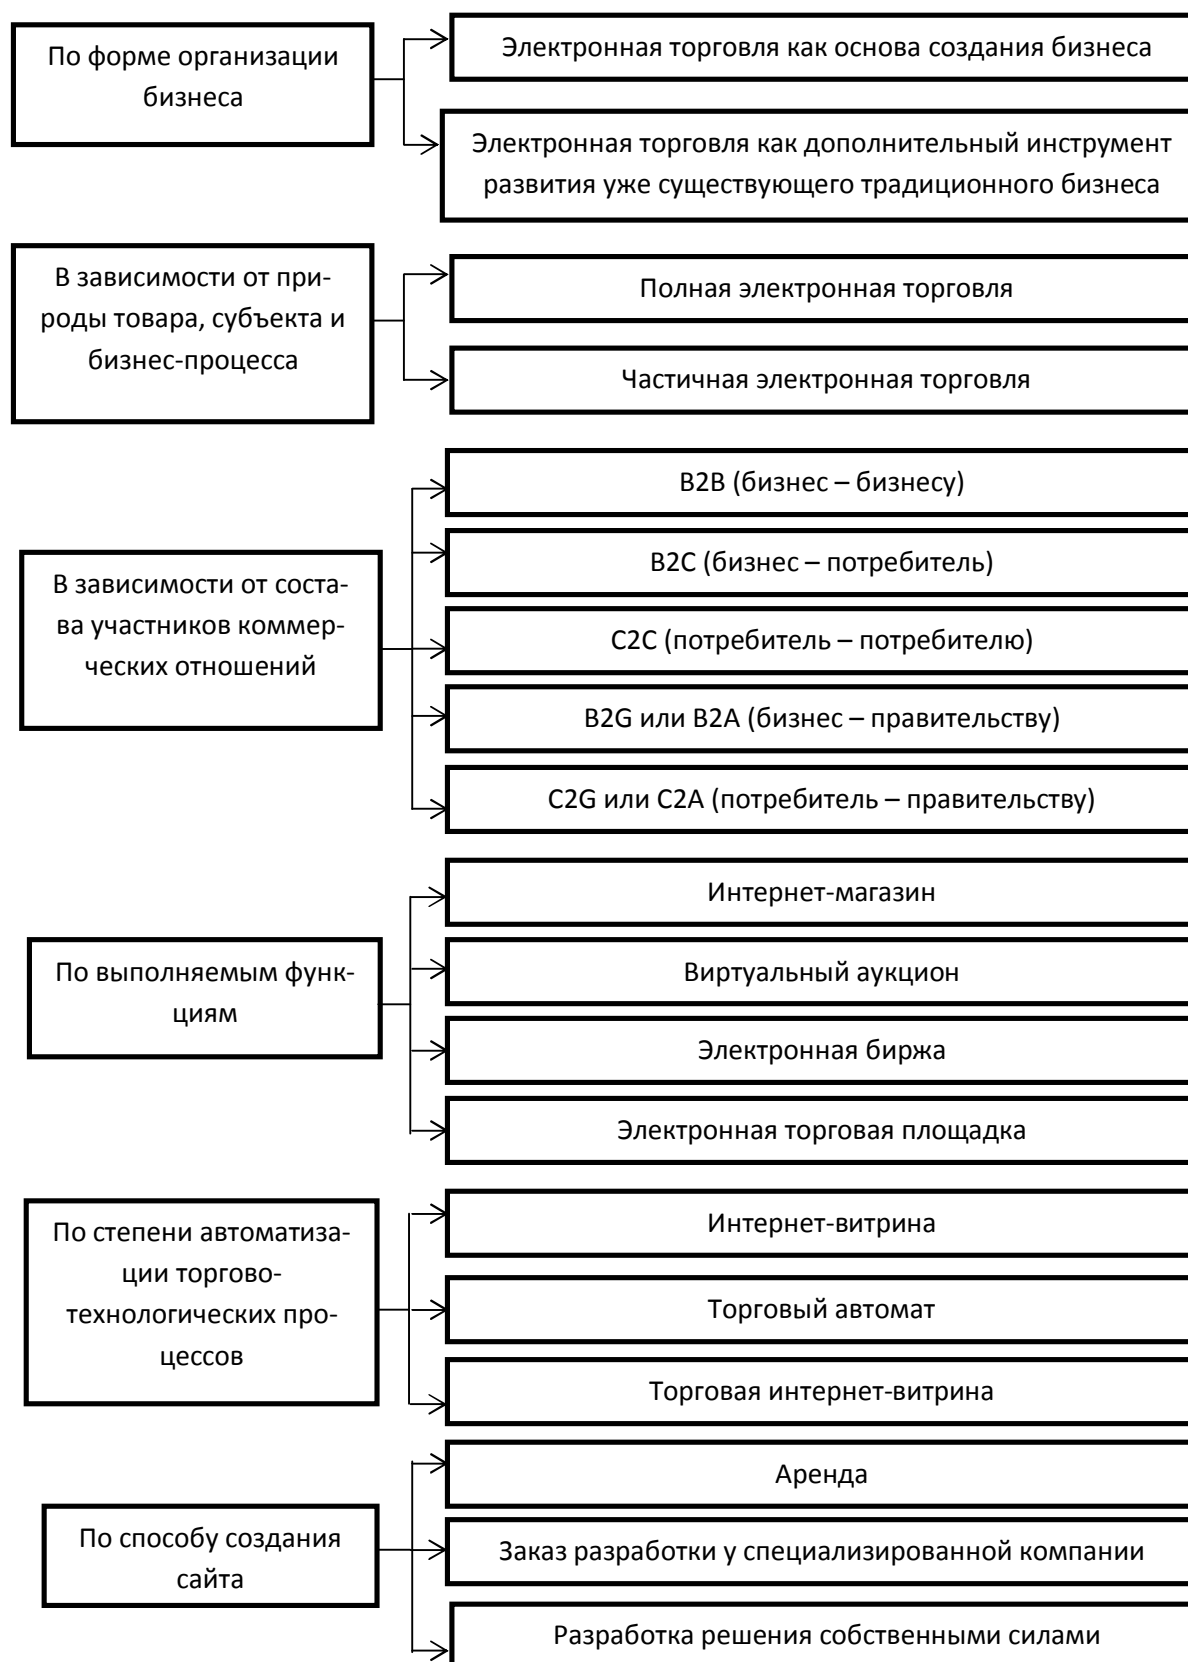 По форме организации
бизнеса
Электронная торговля как основа создания бизнеса
Электронная торговля как дополнительный инструмент
развития уже существующего традиционного бизнеса
В зависимости от при-
роды товара, субъекта и
бизнес-процесса
Полная электронная торговля
Частичная электронная торговля
В зависимости от соста-
ва участников коммер-
ческих отношений
B2B (бизнес – бизнесу)
B2C (бизнес – потребитель)
C2C (потребитель – потребителю)
B2G или B2A (бизнес – правительству)
C2G или C2A (потребитель – правительству)
По выполняемым функ-
циям
Интернет-магазин
Виртуальный аукцион
Электронная биржа
Электронная торговая площадка
По степени автоматиза-
ции торгово-
технологических про-
цессов
Интернет-витрина
Торговый автомат
Торговая интернет-витрина
По способу создания
сайта
Аренда
Заказ разработки у специализированной компании
Разработка решения собственными силами